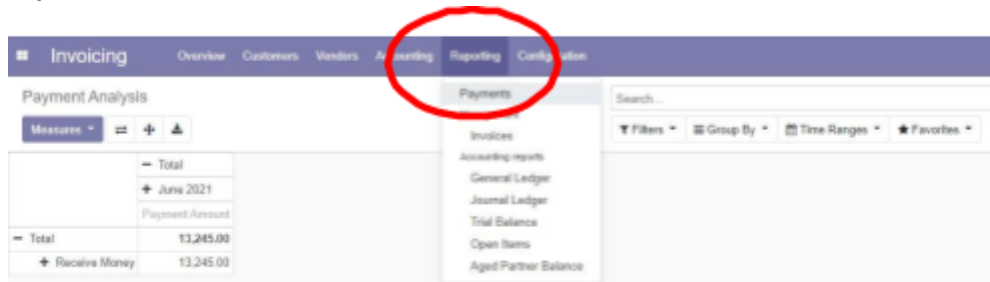 Invoicing Overview Customers Vendors Accounting Reporting Configuration
Payment Analysis
Search...
Measures
Filters Group By Time Ranges Favorites
Payments
Invoices
Accounting reports
General Ledger
Journal Ledger
Trial Balance
Open Items
Aged Partner Balance
Total
June 2021
Payment Amount
Total 13,245.00
Receive Money 13,245.00